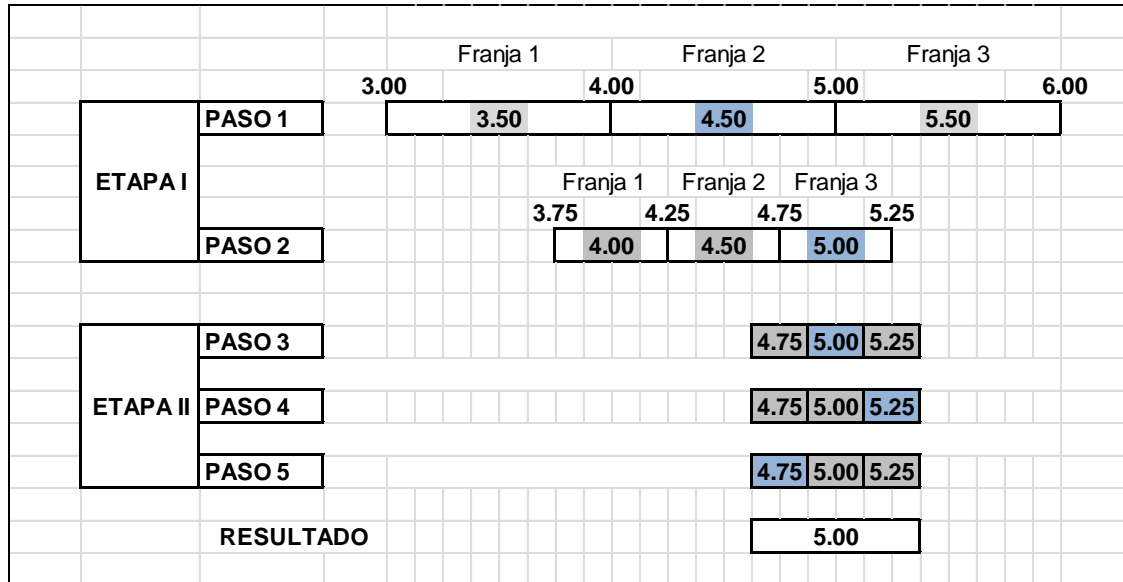 Franja 1 Franja 2 Franja 3
3.00 4.00 5.00 6.00
PASO 1 3.50 4.50 5.50
ETAPA I Franja 1 Franja 2 Franja 3
3.75 4.25 4.75 5.25
PASO 2 4.00 4.50 5.00
PASO 3 4.75 5.00 5.25
ETAPA II PASO 4 4.75 5.00 5.25
PASO 5 4.75 5.00 5.25
RESULTADO 5.00